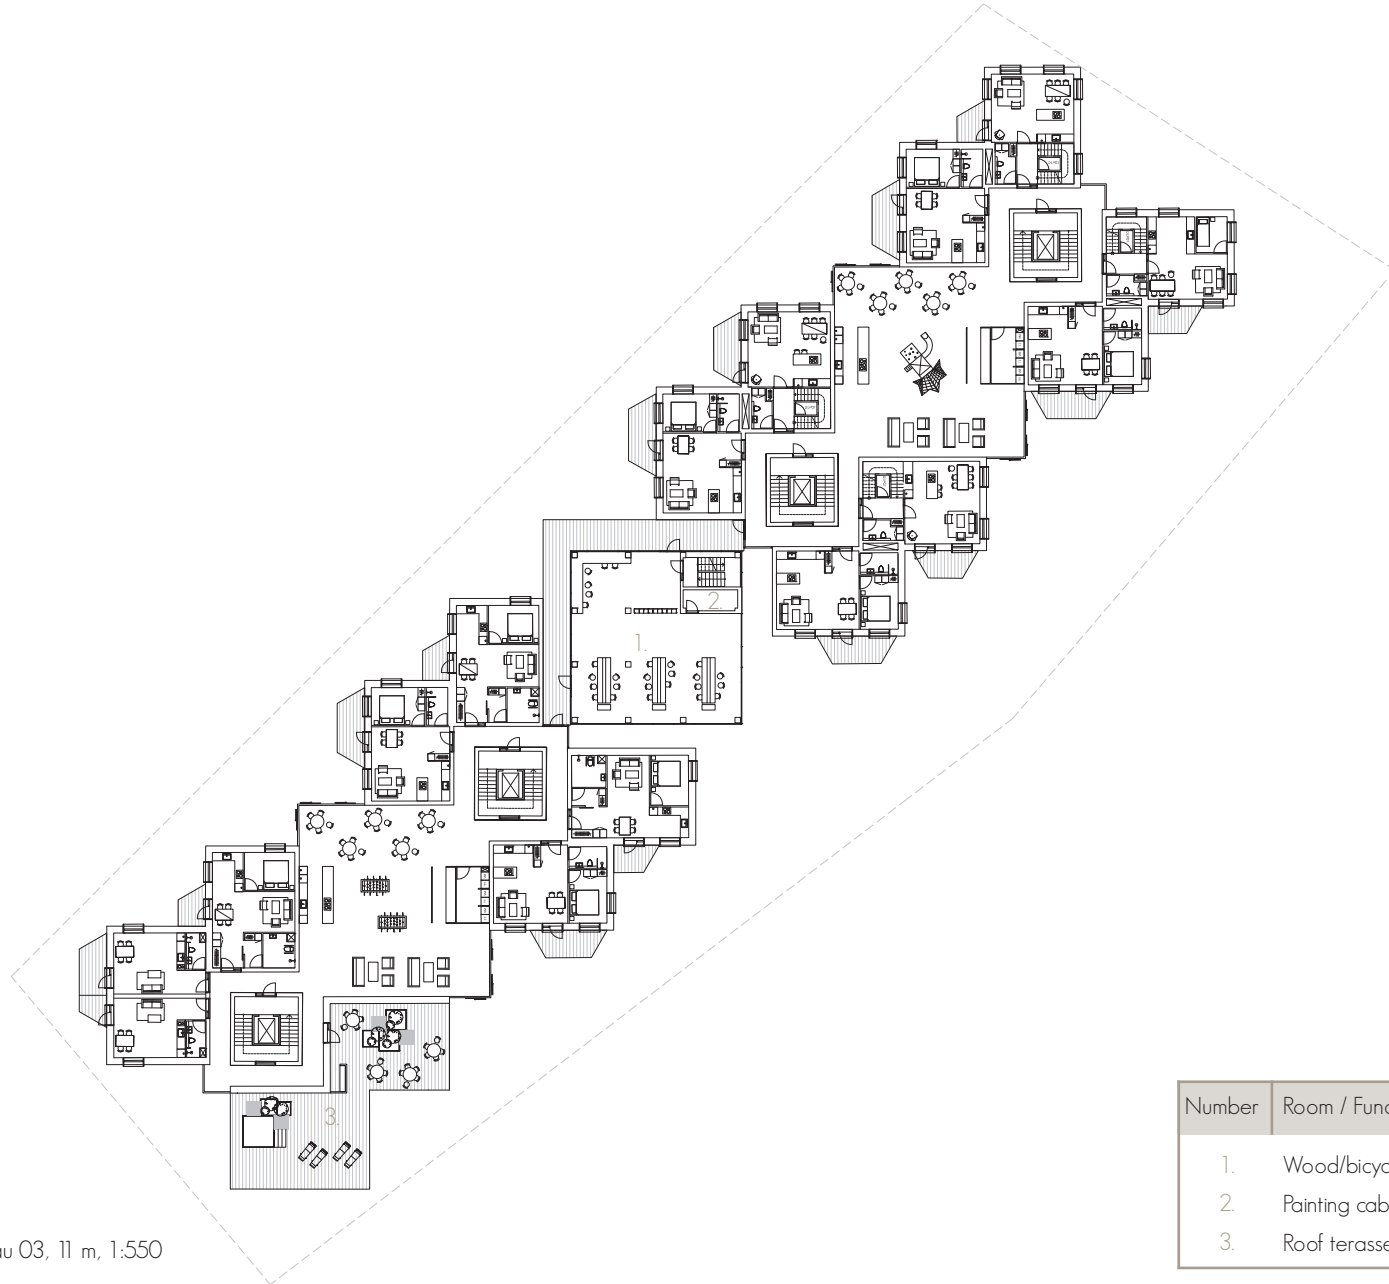 2.
1.
3.
Number Room / Func
1. Wood/bicyc
2. Painting cab
3. Roof terasse
au 03, 11 m, 1:550